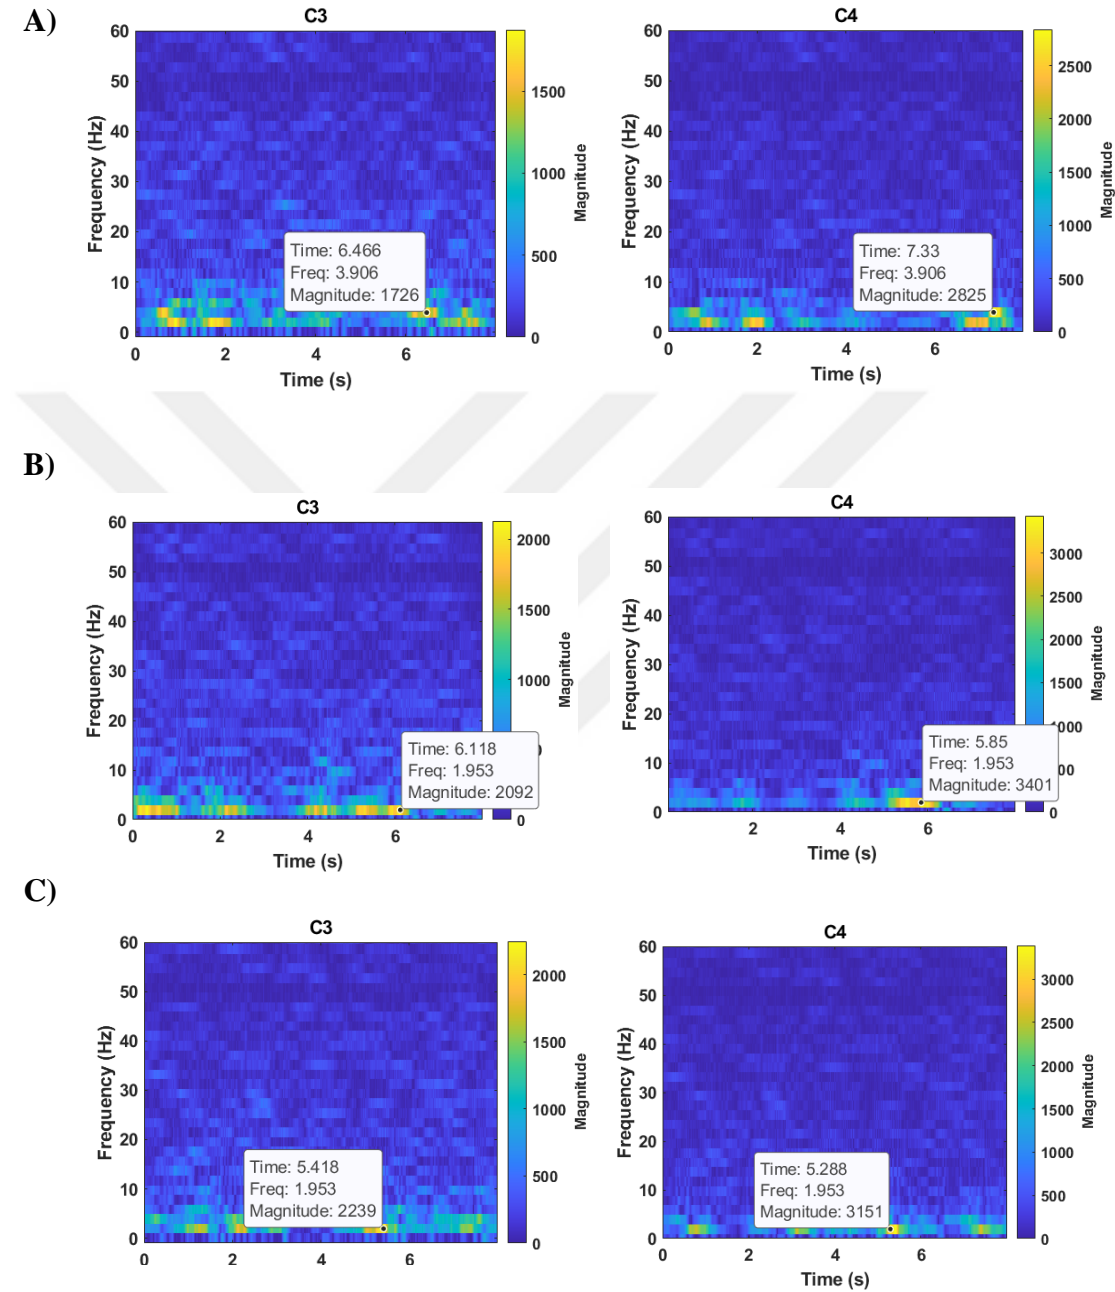 A)
C3
60
50
40
30
20
10
0
Frequency (Hz)
0 2 4 6
Time (s)
Time: 6.466
Freq: 3.906
Magnitude: 1726
1500
1000
500
0
Magnitude
C4
60
50
40
30
20
10
0
0 2 4 6
Frequency (Hz)
Time (s)
Time: 7.33
Freq: 3.906
Magnitude: 2825
2500
2000
1500
1000
500
0
Magnitude
B)
C3
60
50
40
30
20
10
0
Frequency (Hz)
0 2 4 6
Time (s)
Time: 6.118
Freq: 1.953
Magnitude: 2092
2000
1500
1000
0
Magnitude
C4
60
50
40
30
20
10
0
Frequency (Hz)
2 4 6
Time (s)
Time: 5.85
Freq: 1.953
Magnitude: 3401
3000
2500
2000
1500
1000
00
0
Magnitude
C)
C3
60
50
40
30
20
10
0
Frequency (Hz)
0 2 4 6
Time: 5.418
Freq: 1.953
Magnitude: 2239
2000
1500
1000
500
0
Magnitude
C4
60
50
40
30
20
10
0
Frequency (Hz)
0 2 4 6
Time (s)
Time: 5.288
Freq: 1.953
Magnitude: 3151
3000
2500
2000
1500
1000
500
0
Magnitude